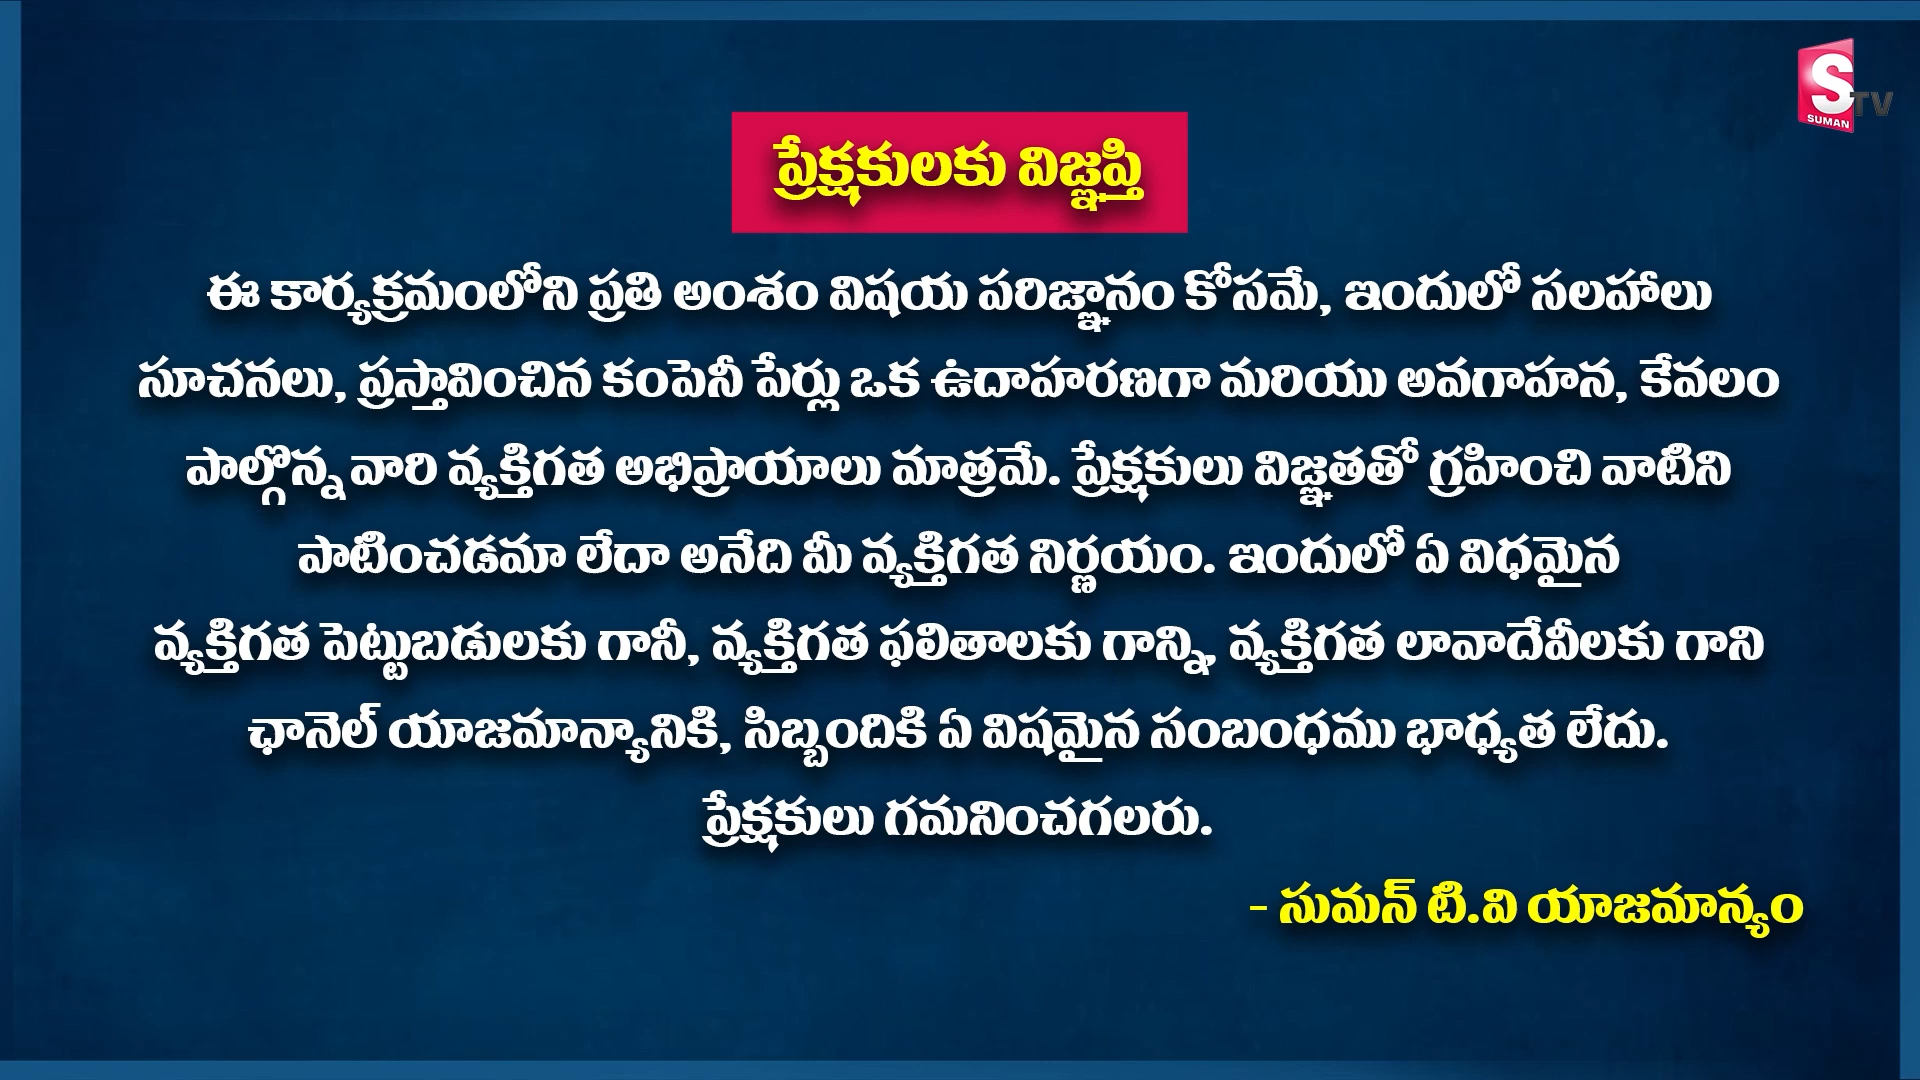 S
SUMAN
TV
ప్రేక్షకులకు విజ్ఞప్తి
ఈ కార్యక్రమంలోని ప్రతి అంశం విషయ పరిజ్ఞానం కోసమే, ఇందులో సలహాలు
సూచనలు, ప్రస్తావించిన కంపెనీ పేర్లు ఒక ఉదాహరణగా మరియు అవగాహన, కేవలం
పాల్గొన్న వారి వ్యక్తిగత అభిప్రాయాలు మాత్రమే. ప్రేక్షకులు విజ్ఞతతో గ్రహించి వాటిని
పాటించడమా లేదా అనేది మీ వ్యక్తిగత నిర్ణయం. ఇందులో ఏ విధమైన
వ్యక్తిగత పెట్టుబడులకు గానీ, వ్యక్తిగత ఫలితాలకు గాన్ని, వ్యక్తిగత లావాదేవీలకు గాని
ఛానెల్ యాజమాన్యానికి, సిబ్బందికి ఏ విషమైన సంబంధము భాధ్యత లేదు.
ప్రేక్షకులు గమనించగలరు.
- సుమన్ టి.వి యాజమాన్యం